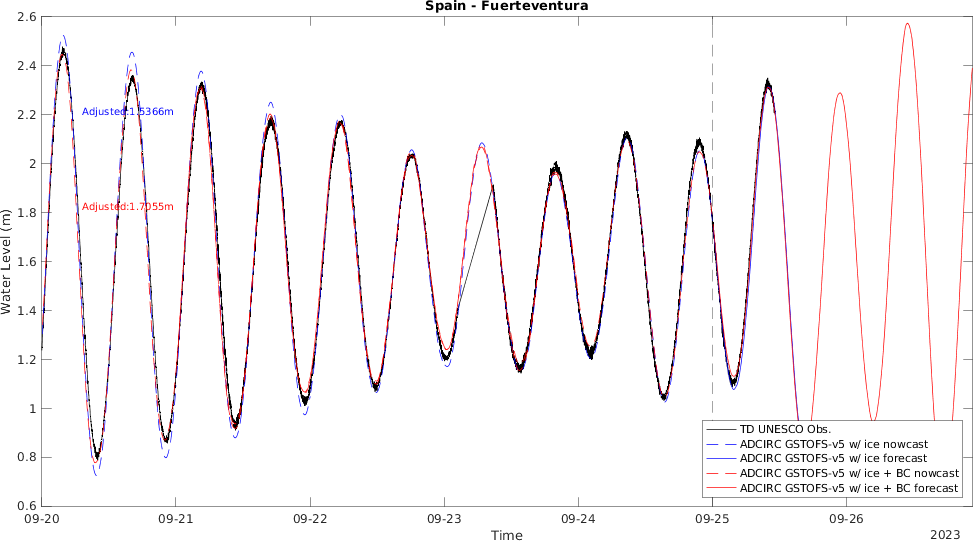 Spain - Fuerteventura
2.6
2.4
2.2
2
1.8
1.6
1.4
1.2
1
0.8
0.6
Water Level (m)
Adjusted:1.5366m
Adjusted:1.7055m
TD UNESCO Obs.
ADCIRC GSTOFS-v5 w/ ice nowcast
ADCIRC GSTOFS-v5 w/ ice forecast
ADCIRC GSTOFS-v5 w/ ice + BC nowcast
ADCIRC GSTOFS-v5 w/ ice + BC forecast
09-20 09-21 09-22 09-23 09-24 09-25 09-26
Time
2023